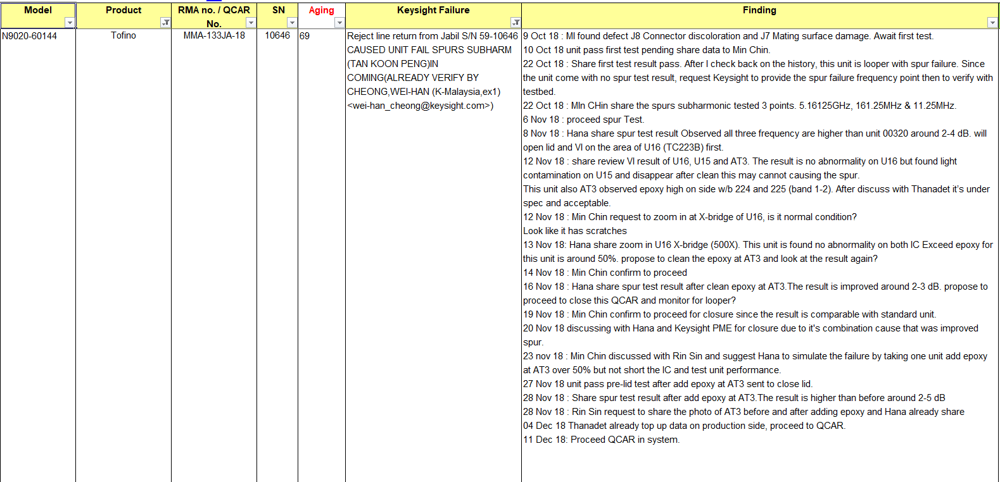 Model
Product
RMA no. / QCAR
No.
SN
Aging
Keysight Failure
Finding
N9020-60144
Tofino
MMA-133JA-18
10646
69
Reject line return from Jabil S/N 59-10646
CAUSED UNIT FAIL SPURS SUBHARM
(TAN KOON PENG)IN
COMING(ALREADY VERIFY BY
CHEONG,WEI-HAN (K-Malaysia,ex1)
<wei-han_cheong@keysight.com>)
9 Oct 18 : MI found defect J8 Connector discoloration and J7 Mating surface damage. Await first test.
10 Oct 18 unit pass first test pending share data to Min Chin.
22 Oct 18 : Share first test result pass. After I check back on the history, this unit is looper with spur failure. Since
the unit come with no spur test result, request Keysight to provide the spur failure frequency point then to verify with
testbed.
22 Oct 18 : MIn CHin share the spurs subharmonic tested 3 points. 5.16125GHz, 161.25MHz & 11.25MHz.
6 Nov 18 : proceed spur Test.
8 Nov 18 : Hana share spur test result Observed all three frequency are higher than unit 00320 around 2-4 dB. will
open lid and VI on the area of U16 (TC223B) first.
12 Nov 18 : share review VI result of U16, U15 and AT3. The result is no abnormality on U16 but found light
contamination on U15 and disappear after clean this may cannot causing the spur.
This unit also AT3 observed epoxy high on side w/b 224 and 225 (band 1-2). After discuss with Thanadet it's under
spec and acceptable.
12 Nov 18 : Min Chin request to zoom in at X-bridge of U16, is it normal condition?
Look like it has scratches
13 Nov 18: Hana share zoom in U16 X-bridge (500X). This unit is found no abnormality on both IC Exceed epoxy for
this unit is around 50%. propose to clean the epoxy at AT3 and look at the result again?
14 Nov 18 : Min Chin confirm to proceed
16 Nov 18 : Hana share spur test result after clean epoxy at AT3.The result is improved around 2-3 dB. propose to
proceed to close this QCAR and monitor for looper?
19 Nov 18 : Min Chin confirm to proceed for closure since the result is comparable with standard unit.
20 Nov 18 discussing with Hana and Keysight PME for closure due to it's combination cause that was improved
spur.
23 nov 18 : Min Chin discussed with Rin Sin and suggest Hana to simulate the failure by taking one unit add epoxy
at AT3 over 50% but not short the IC and test unit performance.
27 Nov 18 unit pass pre-lid test after add epoxy at AT3 sent to close lid.
28 Nov 18 : Share spur test result after add epoxy at AT3.The result is higher than before around 2-5 dB
28 Nov 18 : Rin Sin request to share the photo of AT3 before and after adding epoxy and Hana already share
04 Dec 18 Thanadet already top up data on production side, proceed to QCAR.
11 Dec 18: Proceed QCAR in system.